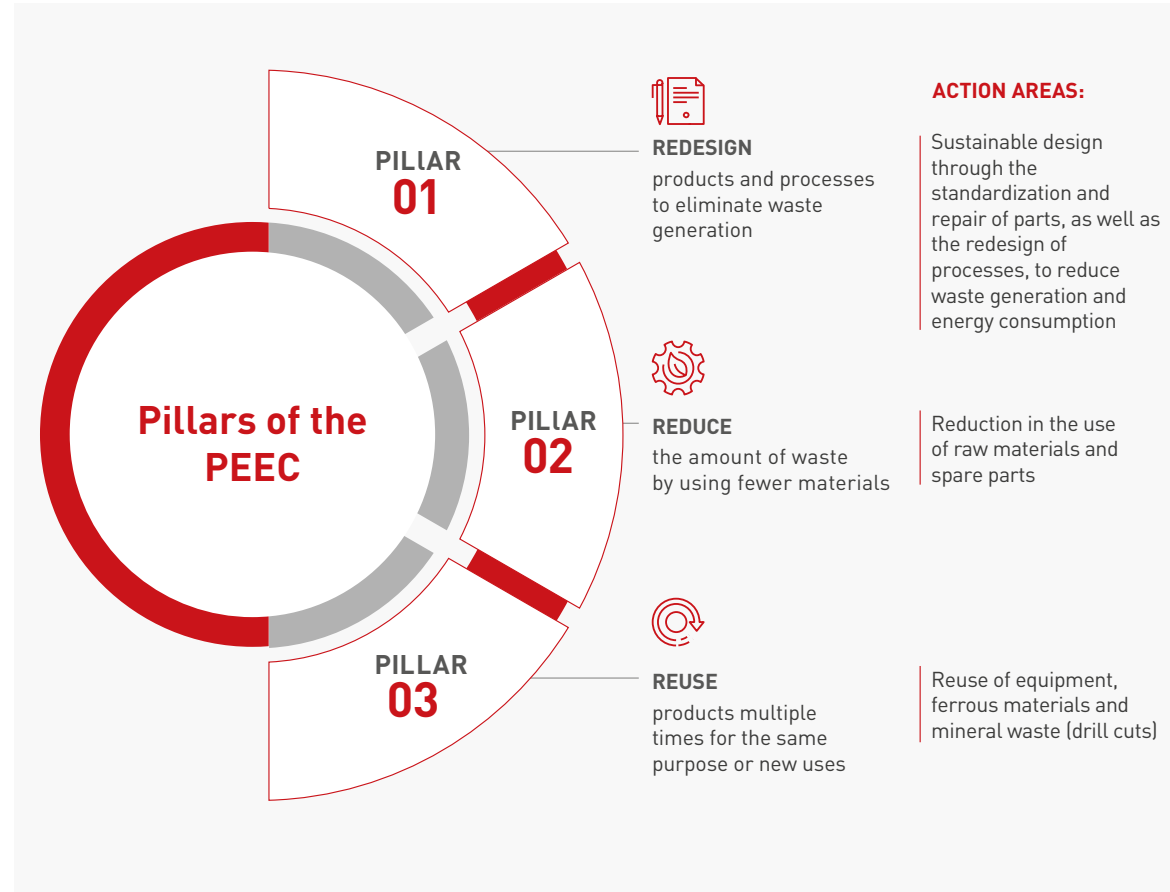 Pillars of the
PEEC
PILlAR
01
REDESIGN
products and processes
to eliminate waste
generation
ACTION AREAS:
Sustainable design
through the
standardization and
repair of parts, as well as
the redesign of
processes, to reduce
waste generation and
energy consumption
PILlAR
02
REDUCE
the amount of waste
by using fewer materials
Reduction in the use
of raw materials and
spare parts
PILLAR
03
REUSE
products multiple
times for the same
purpose or new uses
Reuse of equipment,
ferrous materials and
mineral waste (drill cuts)